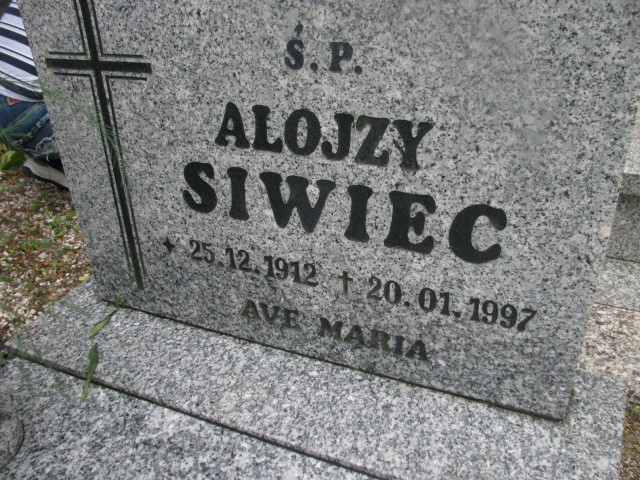 Ś.P.
ALOJZY
SIWIEC
✦ 25.12.1912 † 20.01.1997
AVE MARIA